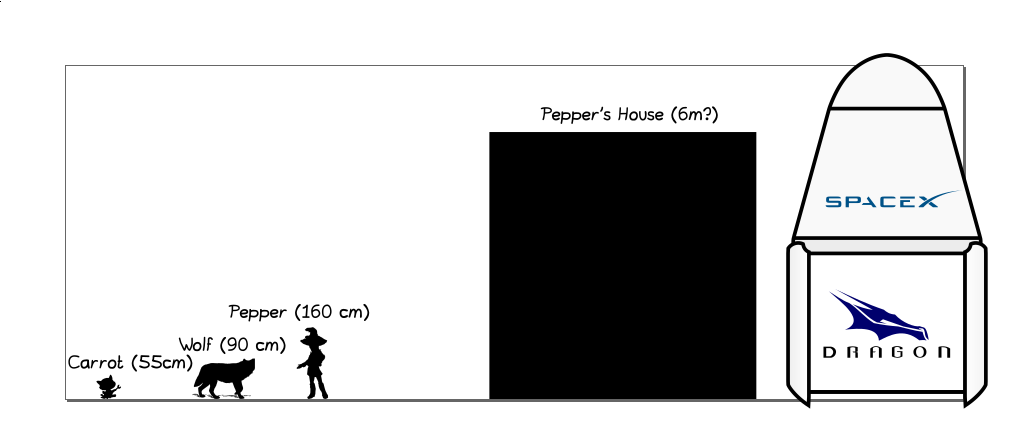 Pepper's House (6m?)
SPACEX
Pepper (160 cm)
Wolf (90 cm)
Carrot (55cm)
DRAGON